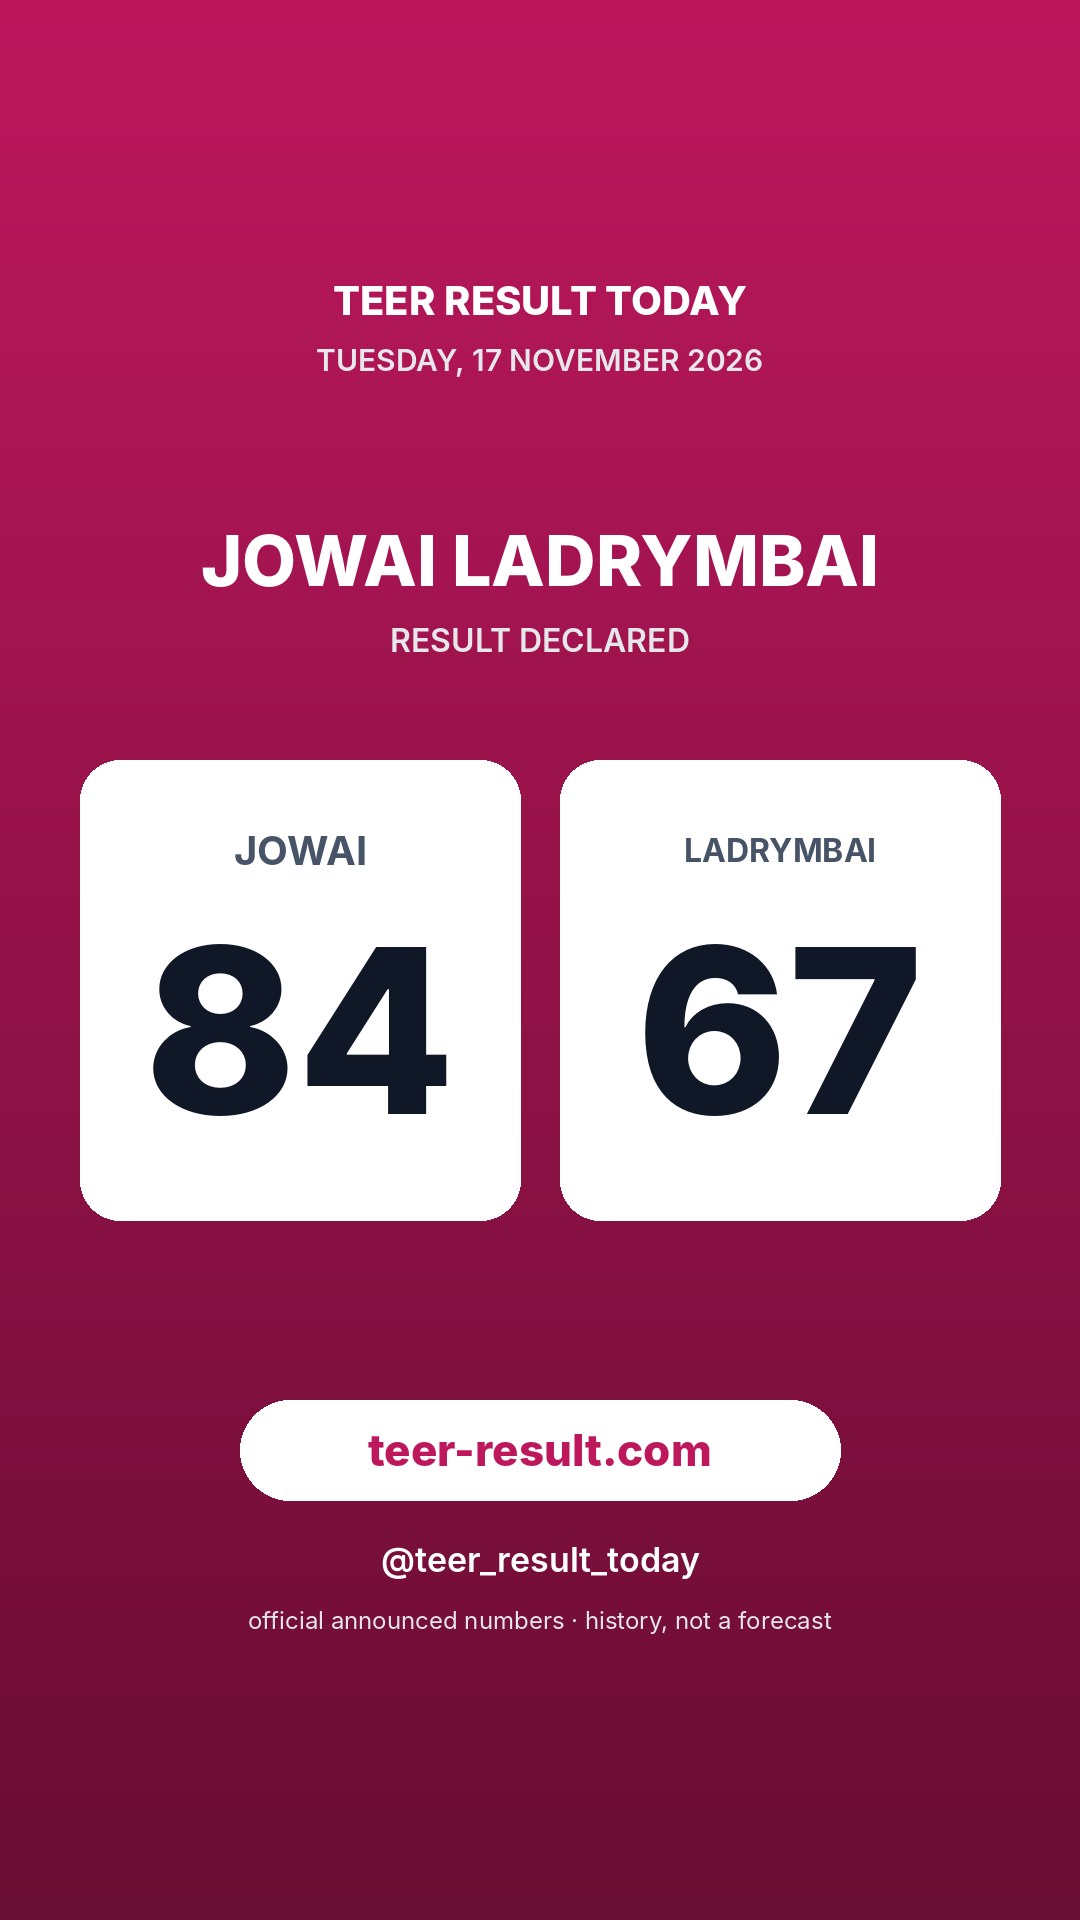 TEER RESULT TODAY
TUESDAY, 17 NOVEMBER 2026
JOWAI LADRYMBAI
RESULT DECLARED
JOWAI
84
LADRYMBAI
67
teer-result.com
@teer_result_today
official announced numbers · history, not a forecast